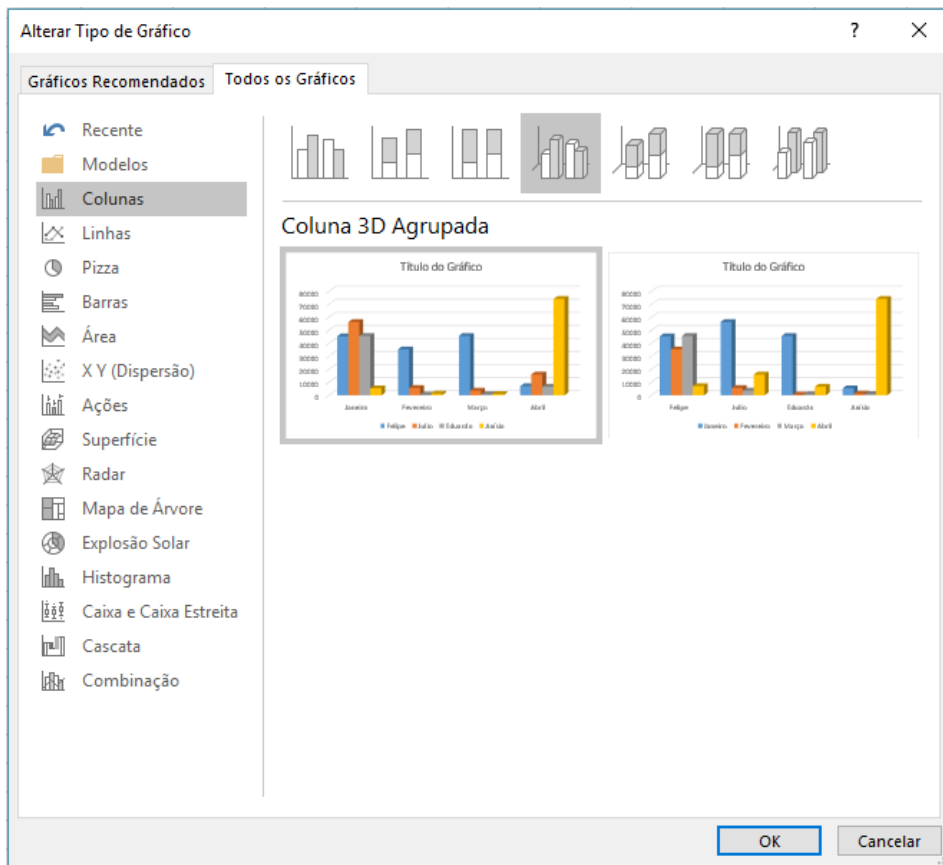 Alterar Tipo de Gráfico
?
Gráficos Recomendados
Todos os Gráficos
Recente
Modelos
Colunas
Linhas
Pizza
Barras
Área
X Y (Dispersão)
Ações
Superfície
Radar
Mapa de Árvore
Explosão Solar
Histograma
Caixa e Caixa Estreita
Cascata
Combinação
Coluna 3D Agrupada
Título do Gráfico
80000
70000
60000
50000
40000
30000
20000
10000
0
Janeiro Fevereiro Março Abril
Felipe Julio Eduardo Anísio
Título do Gráfico
80000
70000
60000
50000
40000
30000
20000
10000
0
Felipe Julio Eduardo Anísio
Janeiro Fevereiro Março Abril
OK Cancelar